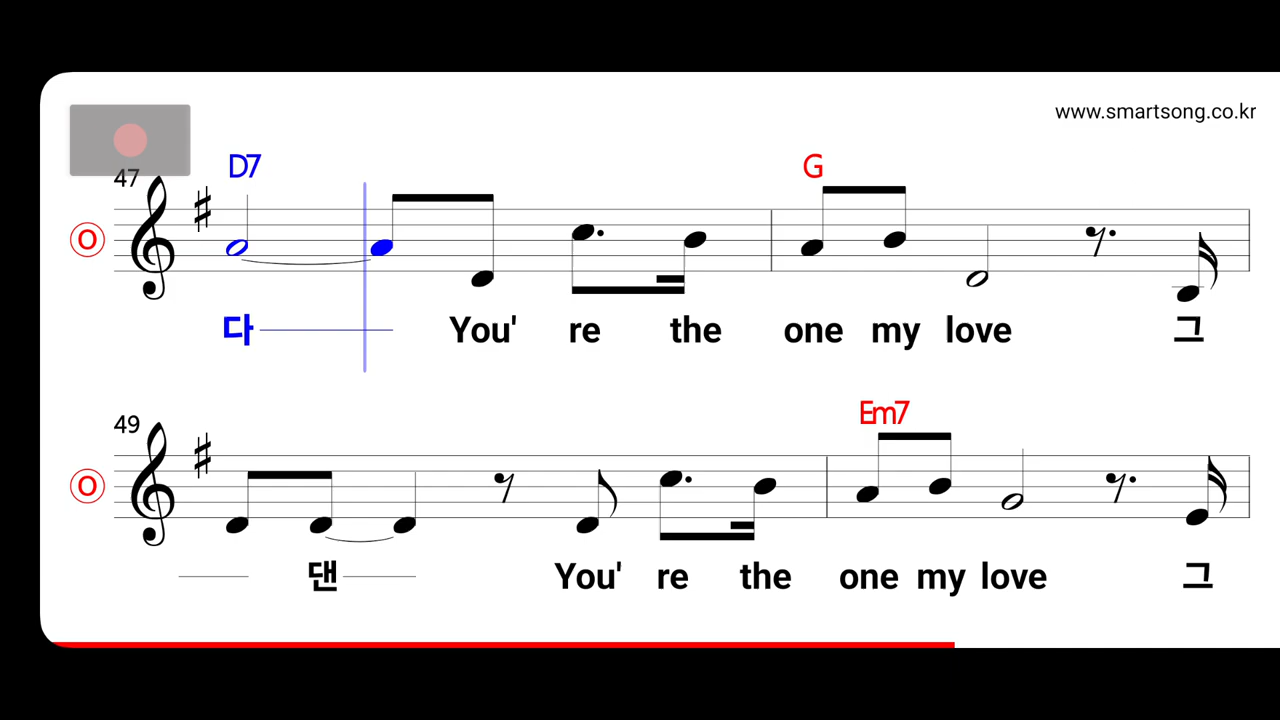 www.smartsong.co.kr
47
D7 G
O
다 You' re the one my love 그
49
Em7
O
댄 You' re the one my love 그